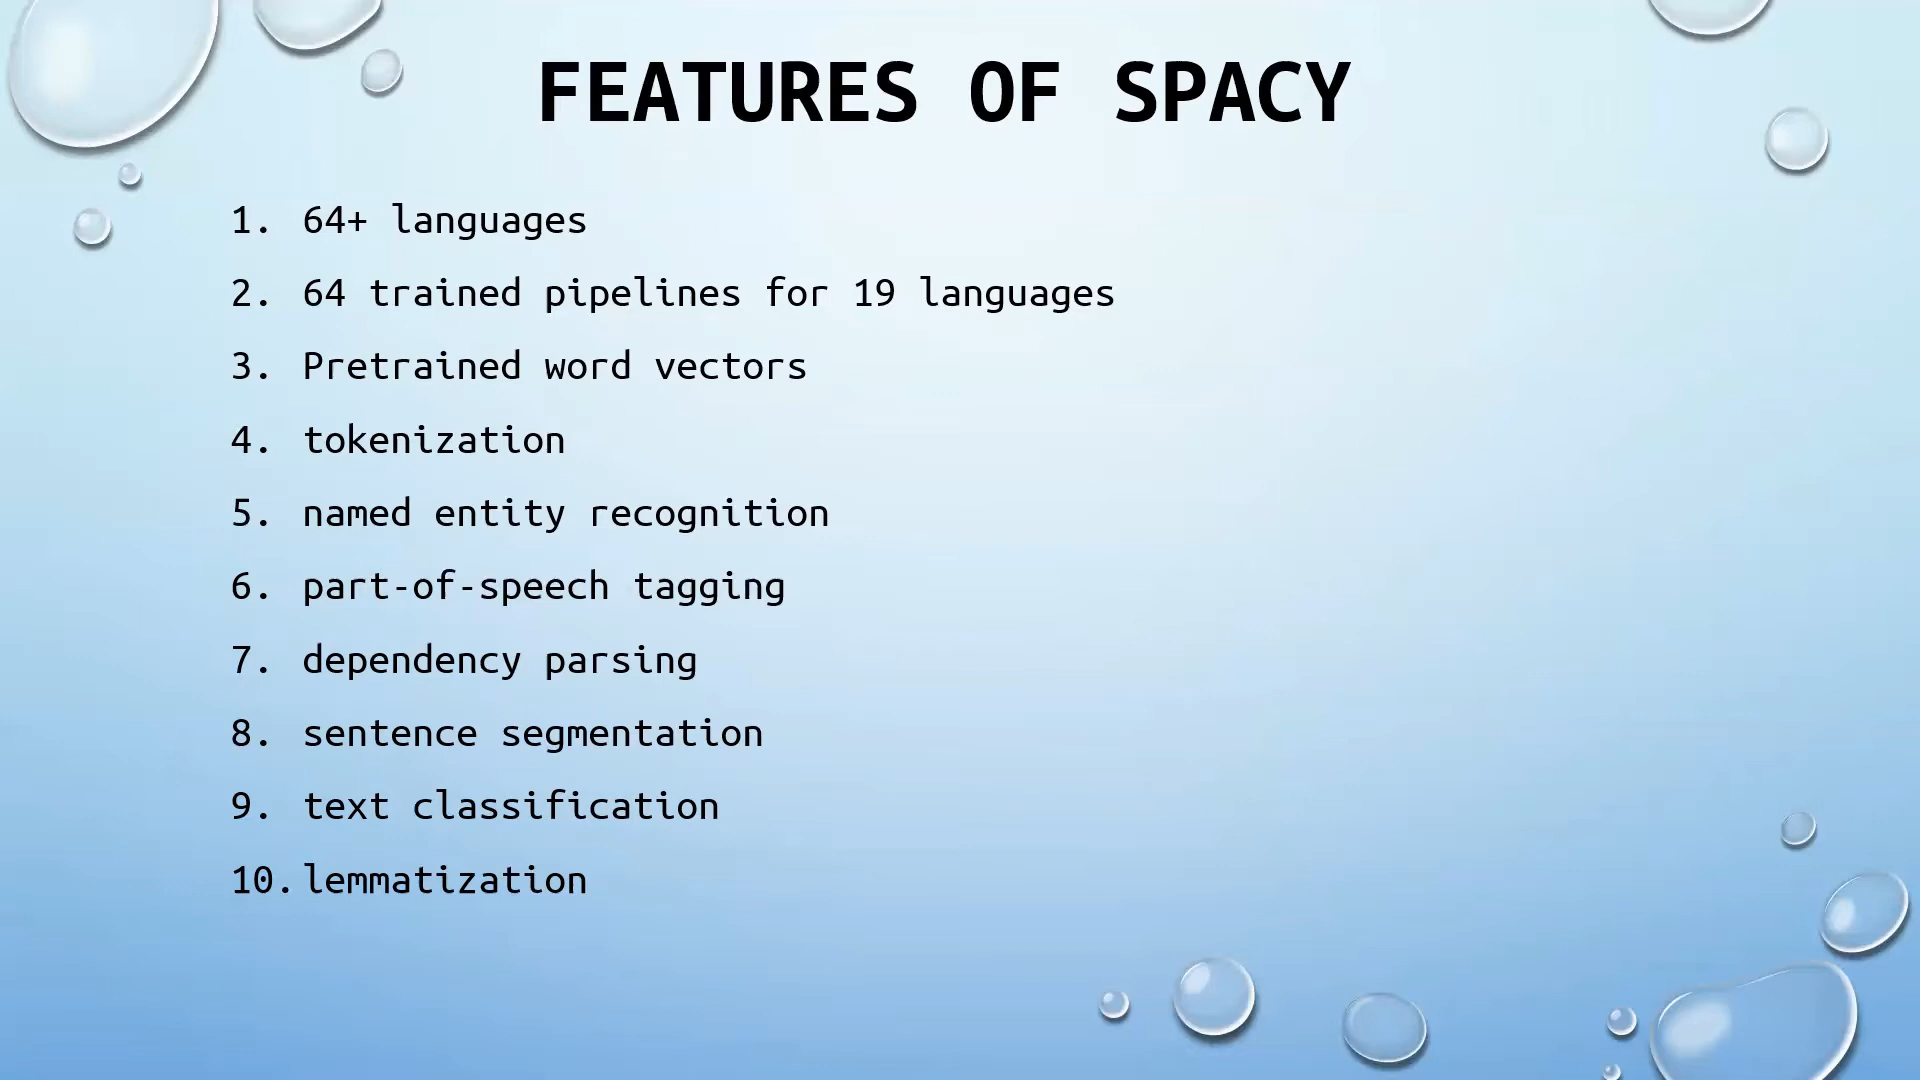 FEATURES OF SPACY
1. 64+ languages
2. 64 trained pipelines for 19 languages
3. Pretrained word vectors
4. tokenization
5. named entity recognition
6. part-of-speech tagging
7. dependency parsing
8. sentence segmentation
9. text classification
10. lemmatization